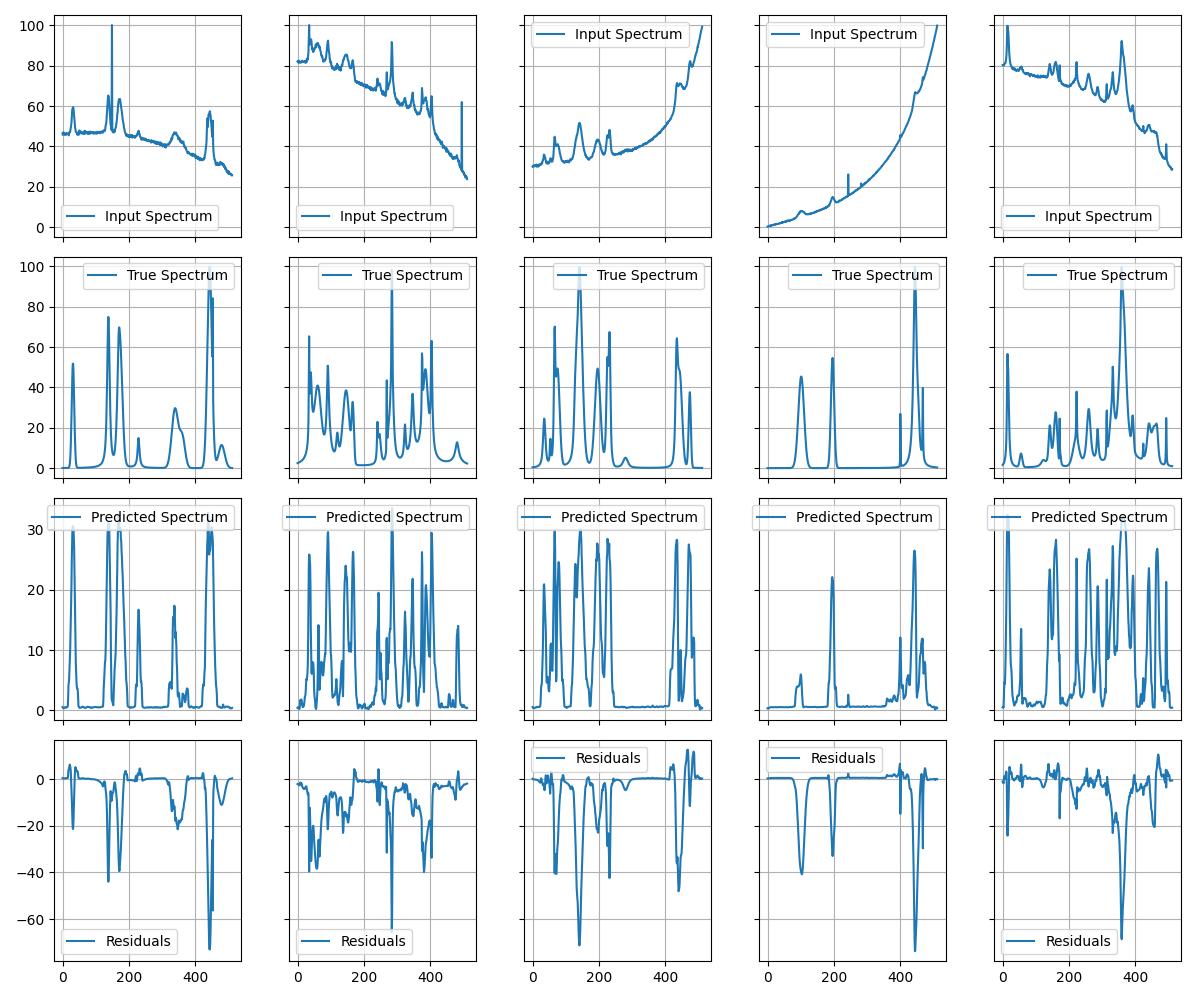 100
80
60
40
20
0
Input Spectrum
Input Spectrum
Input Spectrum
Input Spectrum
Input Spectrum
100
80
60
40
20
0
True Spectrum
True Spectrum
True Spectrum
True Spectrum
True Spectrum
30
20
10
0
Predicted Spectrum
Predicted Spectrum
Predicted Spectrum
Predicted Spectrum
Predicted Spectrum
0
−20
−40
−60
Residuals
Residuals
Residuals
Residuals
Residuals
0 200 400
0 200 400
0 200 400
0 200 400
0 200 400